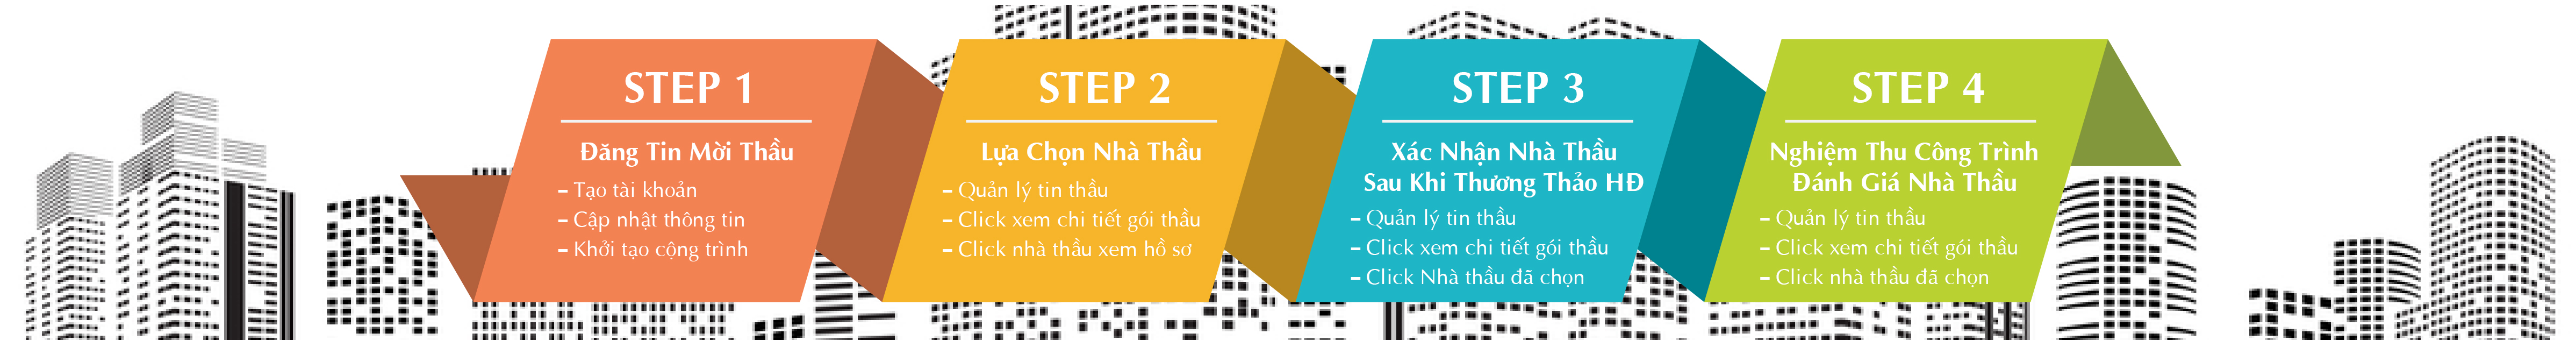 STEP 1
Đăng Tin Mời Thầu
– Tạo tài khoản
– Cập nhật thông tin
– Khởi tạo cộng trình
STEP 2
Lựa Chọn Nhà Thầu
– Quản lý tin thầu
– Click xem chi tiết gói thầu
– Click nhà thầu xem hồ sơ
STEP 3
Xác Nhận Nhà Thầu
Sau Khi Thương Thảo HĐ
– Quản lý tin thầu
– Click xem chi tiết gói thầu
– Click Nhà thầu đã chọn
STEP 4
Nghiệm Thu Công Trình
Đánh Giá Nhà Thầu
– Quản lý tin thầu
– Click xem chi tiết gói thầu
– Click nhà thầu đã chọn